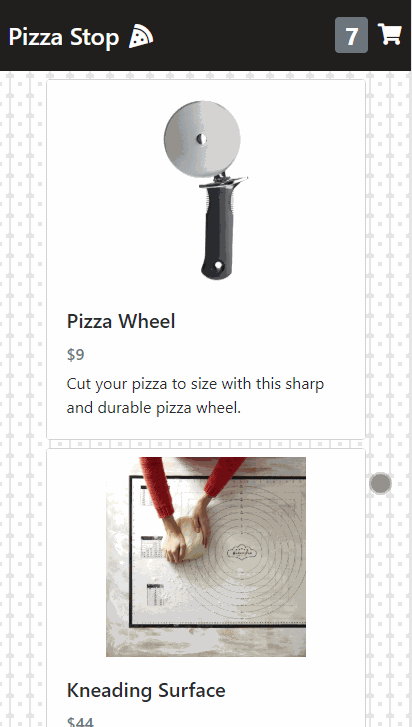 Pizza Stop
7
Pizza Wheel
$9
Cut your pizza to size with this sharp
and durable pizza wheel.
Kneading Surface
$44